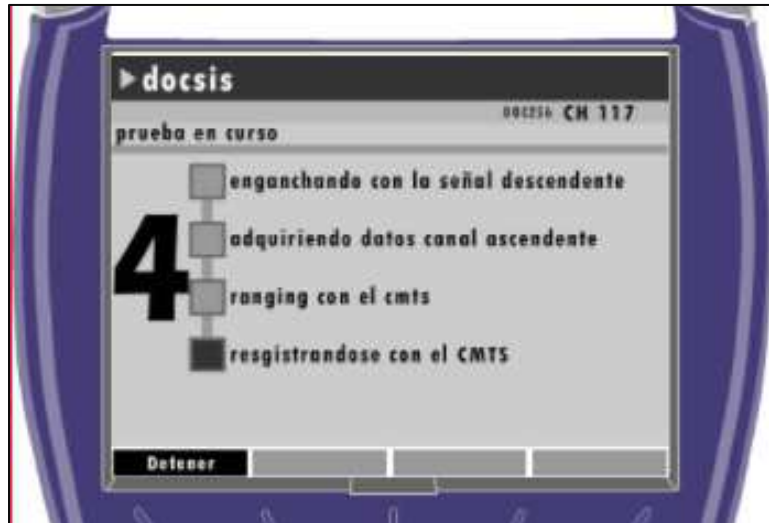 docsis
DOC256 CH 117
prueba en curso
4
enganchando con la señal descendente
adquiriendo datos canal ascendente
ranging con el cmts
resgistrandose con el CMTS
Detener